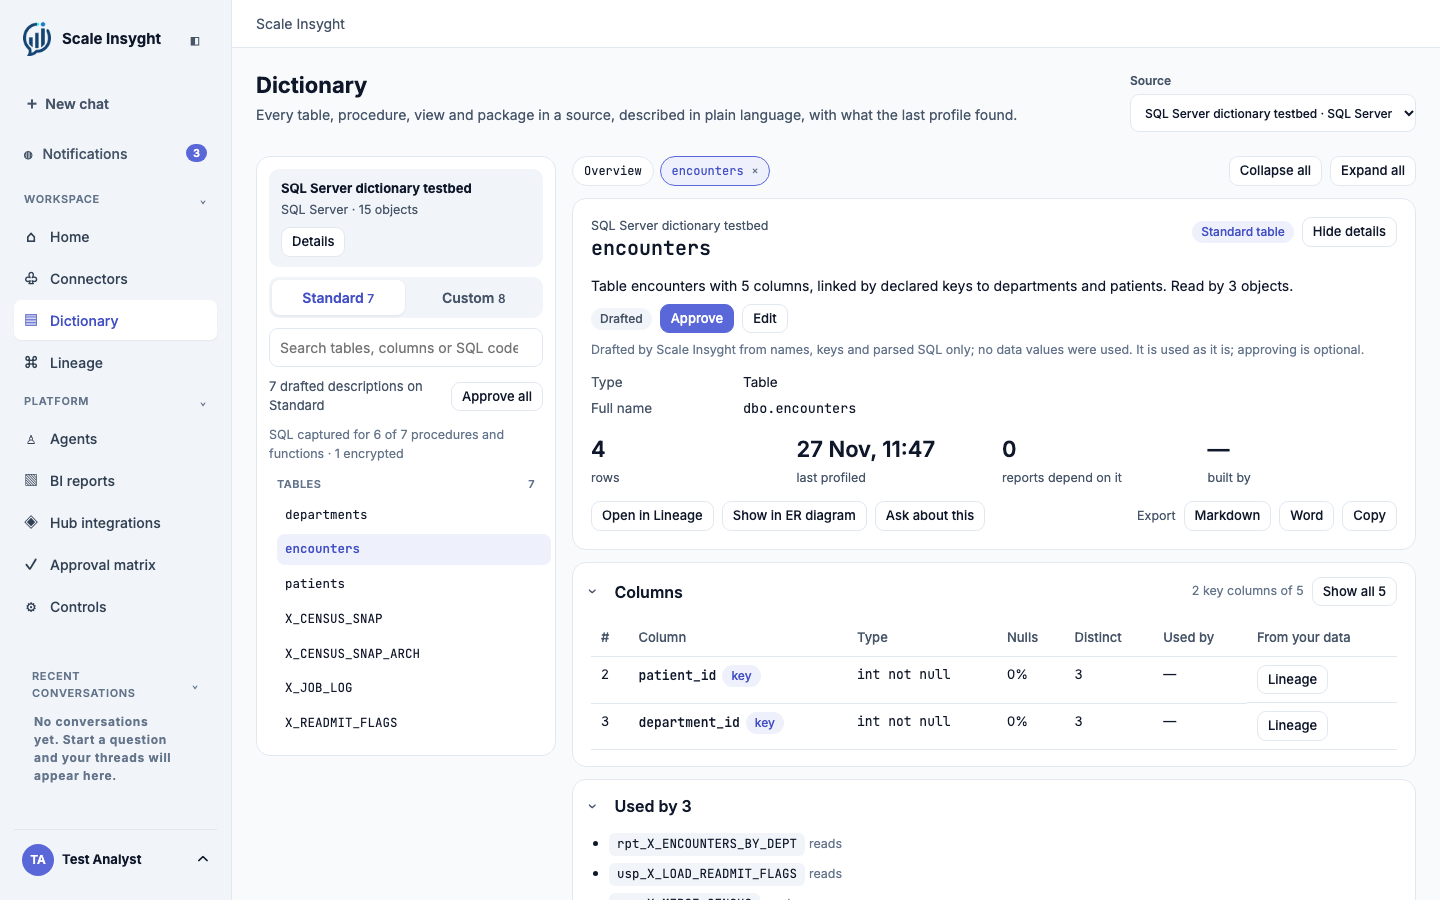 Scale Insyght
Scale Insyght
+ New chat
Notifications 3
WORKSPACE
Home
Connectors
Dictionary
Lineage
PLATFORM
Agents
BI reports
Hub integrations
Approval matrix
Controls
RECENT
CONVERSATIONS
No conversations
yet. Start a question
and your threads will
appear here.
TA Test Analyst
Dictionary
Every table, procedure, view and package in a source, described in plain language, with what the last profile found.
Source
SQL Server dictionary testbed · SQL Server
SQL Server dictionary testbed
SQL Server · 15 objects
Details
Standard 7 Custom 8
Search tables, columns or SQL code
7 drafted descriptions on
Standard
Approve all
SQL captured for 6 of 7 procedures and
functions · 1 encrypted
TABLES 7
departments
encounters
patients
X_CENSUS_SNAP
X_CENSUS_SNAP_ARCH
X_JOB_LOG
X_READMIT_FLAGS
Overview encounters × Collapse all Expand all
SQL Server dictionary testbed
encounters
Standard table Hide details
Table encounters with 5 columns, linked by declared keys to departments and patients. Read by 3 objects.
Drafted Approve Edit
Drafted by Scale Insyght from names, keys and parsed SQL only; no data values were used. It is used as it is; approving is optional.
Type Table
Full name dbo.encounters
4 27 Nov, 11:47 0 —
rows last profiled reports depend on it built by
Open in Lineage Show in ER diagram Ask about this Export Markdown Word Copy
Columns 2 key columns of 5 Show all 5
# Column Type Nulls Distinct Used by From your data
2 patient_id key int not null 0% 3 — Lineage
3 department_id key int not null 0% 3 — Lineage
Used by 3
• rpt_X_ENCOUNTERS_BY_DEPT reads
• usp_X_LOAD_READMIT_FLAGS reads